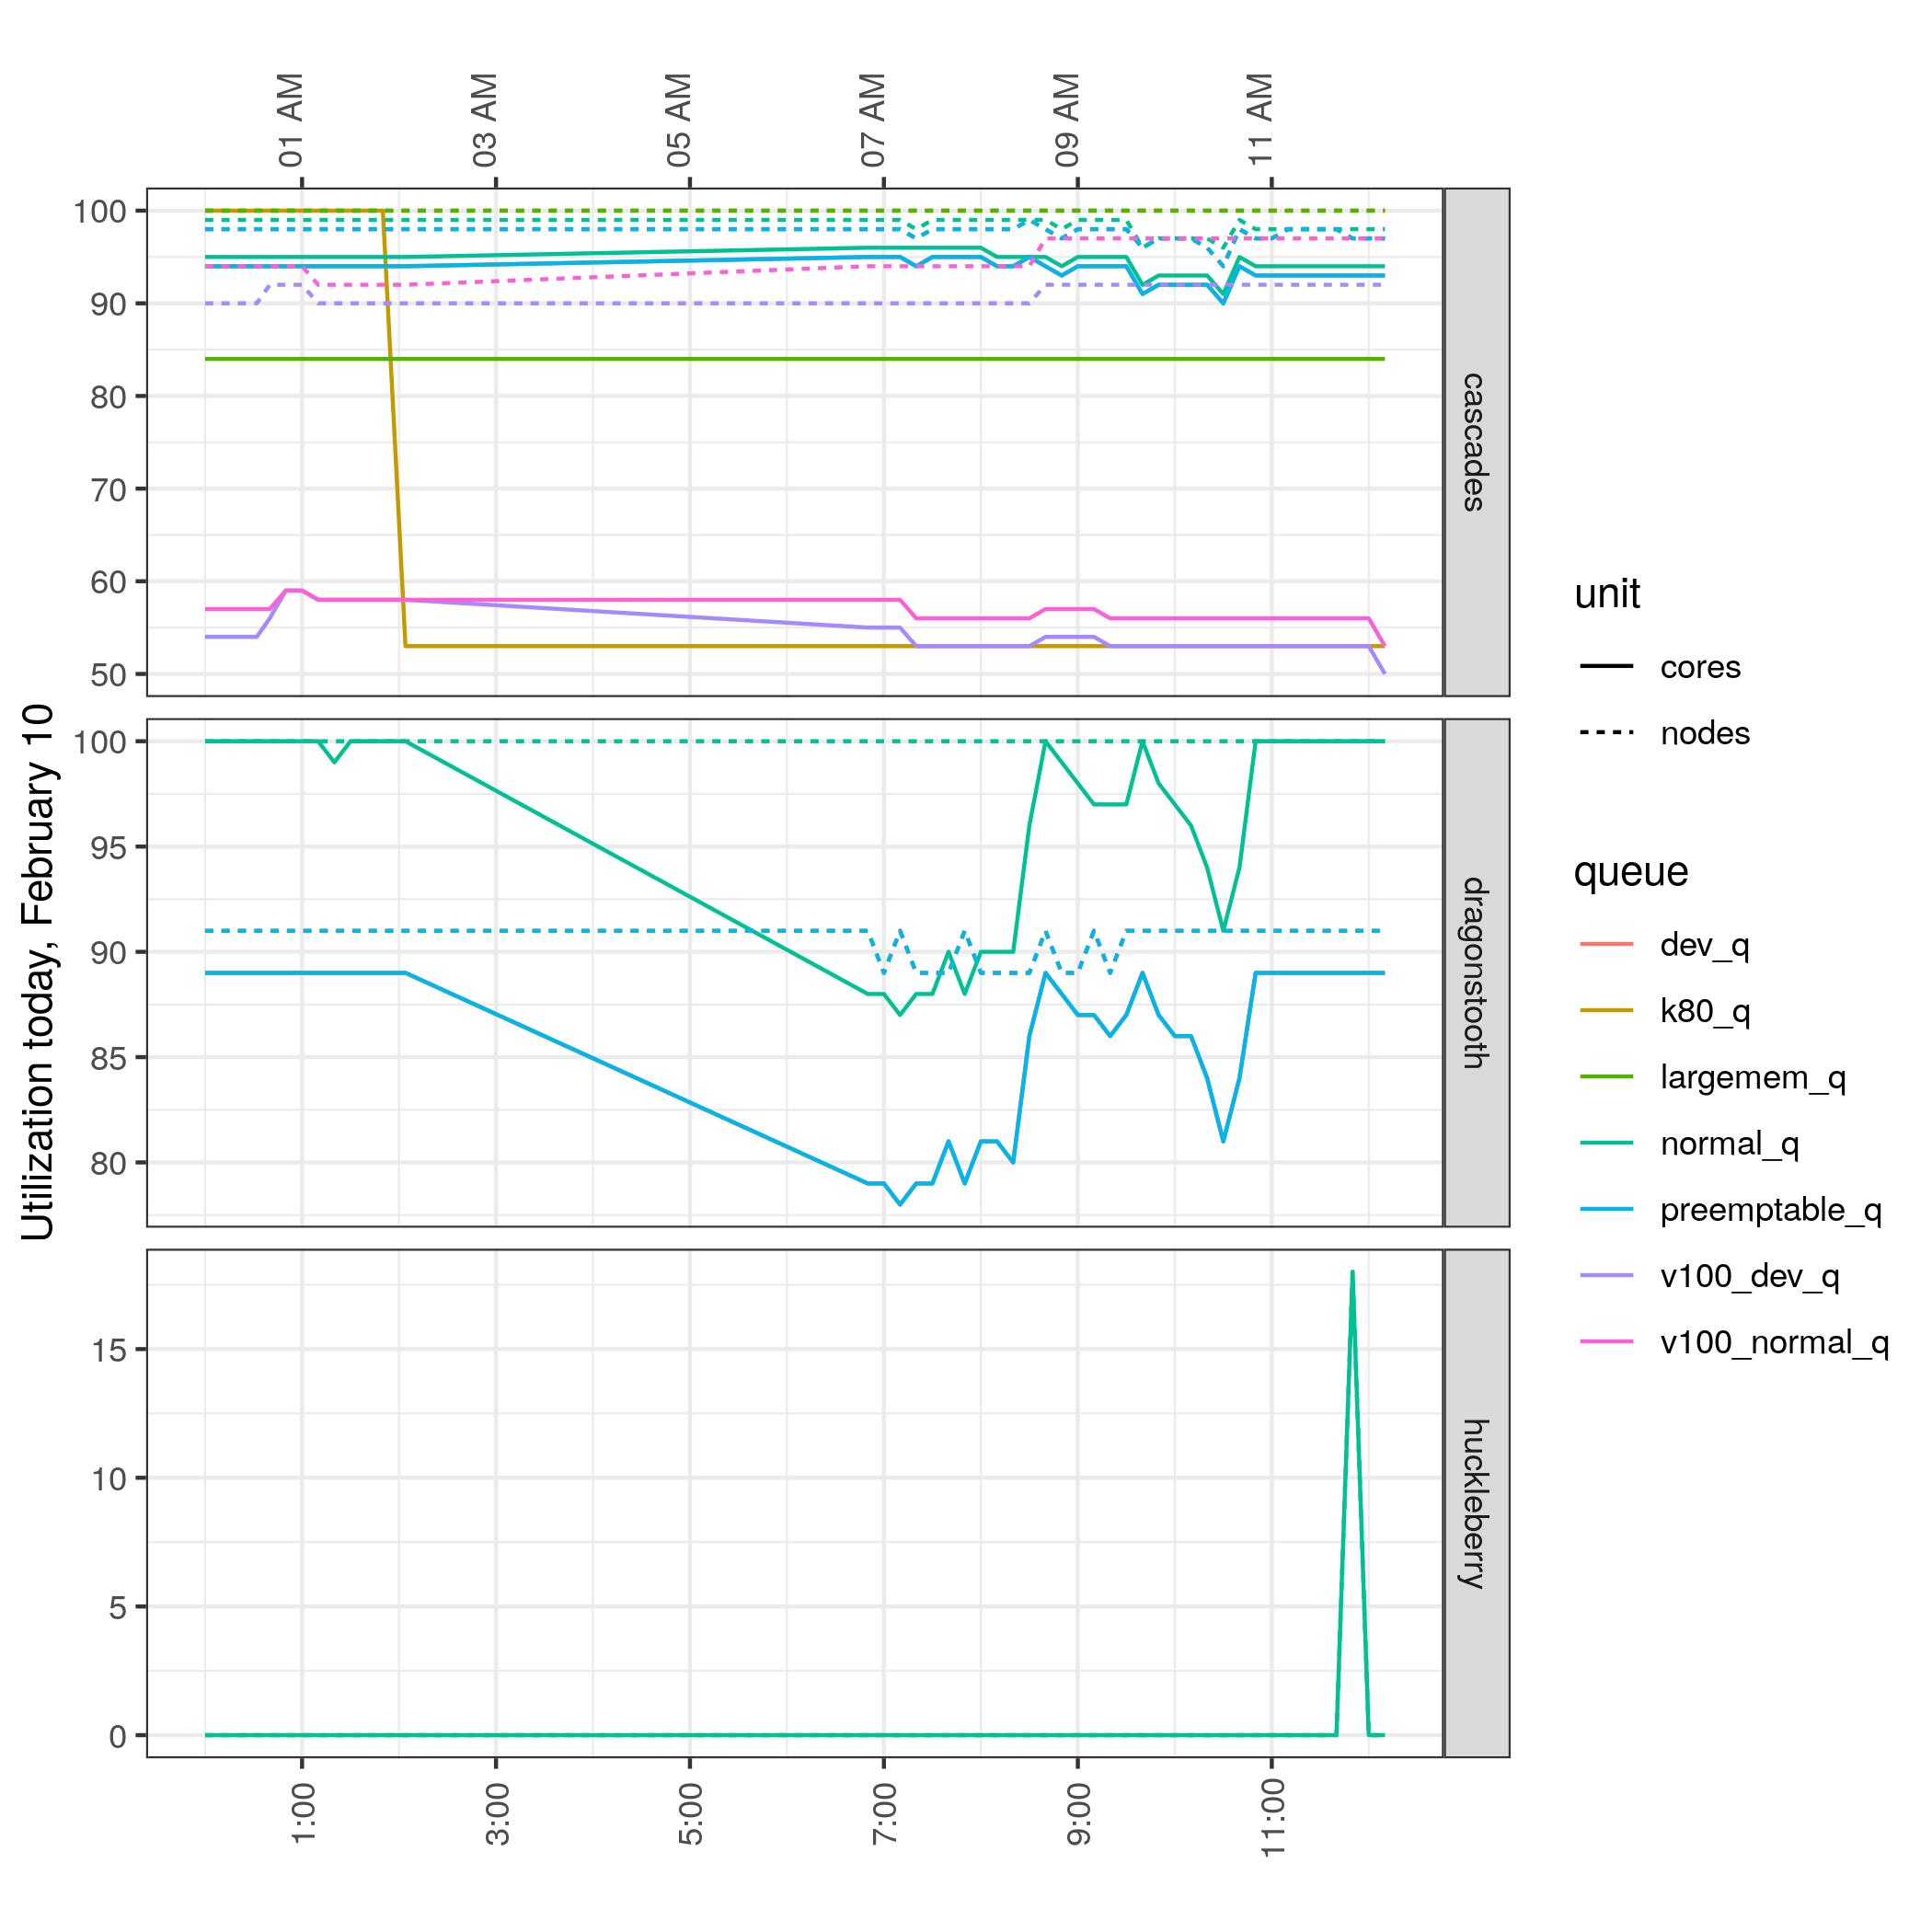 01 AM
03 AM
05 AM
07 AM
09 AM
11 AM
Utilization today, February 10
100
90
80
70
60
50
cascades
100
95
90
85
80
dragonstooth
15
10
5
0
huckleberry
1:00
3:00
5:00
7:00
9:00
11:00
unit
cores
nodes
queue
dev_q
k80_q
largemem_q
normal_q
preemptable_q
v100_dev_q
v100_normal_q